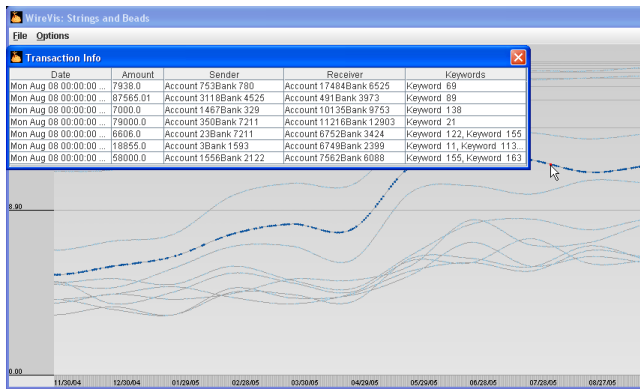 WireVis: Strings and Beads
File Options
Transaction Info
Date Amount Sender Receiver Keywords
Mon Aug 08 00:00:00 ... 7938.0 Account 753Bank 780 Account 17484Bank 6525 Keyword 69
Mon Aug 08 00:00:00 ... 87565.01 Account 3118Bank 4525 Account 491Bank 3973 Keyword 89
Mon Aug 08 00:00:00 ... 7000.0 Account 1467Bank 329 Account 10135Bank 9753 Keyword 138
Mon Aug 08 00:00:00 ... 79000.0 Account 350Bank 7211 Account 11216Bank 12903 Keyword 21
Mon Aug 08 00:00:00 ... 6606.0 Account 23Bank 7211 Account 6752Bank 3424 Keyword 122, Keyword 155
Mon Aug 08 00:00:00 ... 18855.0 Account 3Bank 1593 Account 6749Bank 2399 Keyword 11, Keyword 113...
Mon Aug 08 00:00:00 ... 58000.0 Account 1556Bank 2122 Account 7562Bank 6088 Keyword 155, Keyword 163
8.90
0.00
11/30/04 12/30/04 01/29/05 02/28/05 03/30/05 04/29/05 05/29/05 06/28/05 07/28/05 08/27/05